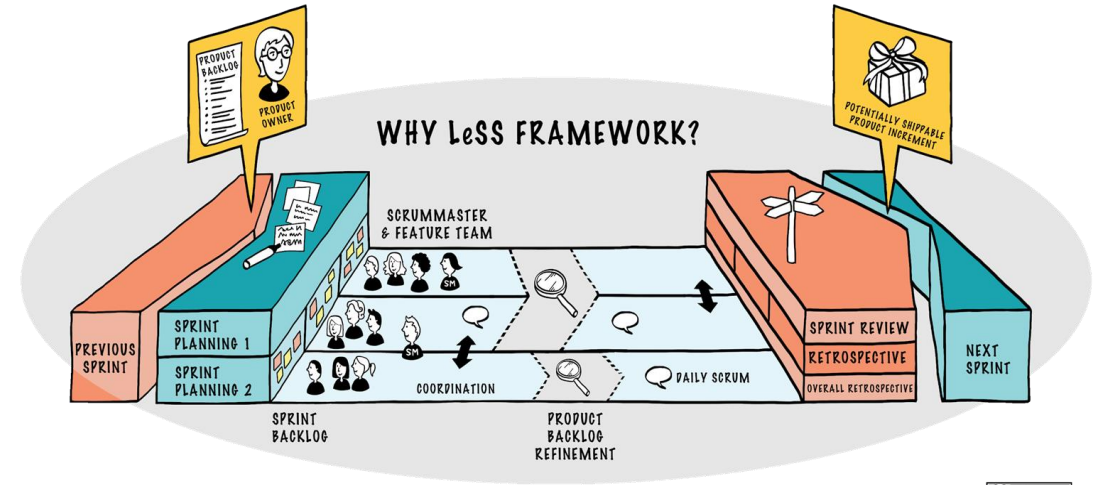 PRODUCT
BACKLOG
PRODUCT
OWNER
POTENTIALLY SHIPPABLE
PRODUCT INCREMENT
WHY LeSS FRAMEWORK?
SCRUMMASTER
& FEATURE TEAM
SM
SM
SPRINT
PLANNING 1
SPRINT
PLANNING 2
PREVIOUS
SPRINT
COORDINATION
DAILY SCRUM
SPRINT REVIEW
RETROSPECTIVE
OVERALL RETROSPECTIVE
NEXT
SPRINT
SPRINT
BACKLOG
PRODUCT
BACKLOG
REFINEMENT